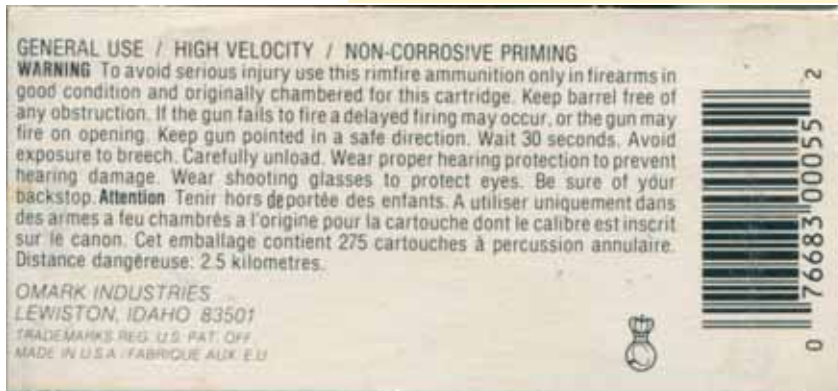 GENERAL USE / HIGH VELOCITY / NON-CORROSIVE PRIMING
WARNING To avoid serious injury use this rimfire ammunition only in firearms in
good condition and originally chambered for this cartridge. Keep barrel free of
any obstruction. If the gun fails to fire a delayed firing may occur, or the gun may
fire on opening. Keep gun pointed in a safe direction. Wait 30 seconds. Avoid
exposure to breech. Carefully unload. Wear proper hearing protection to prevent
hearing damage. Wear shooting glasses to protect eyes. Be sure of your
backstop. Attention Tenir hors de portée des enfants. A utiliser uniquement dans
des armes a feu chambrés a l'origine pour la cartouche dont le calibre est inscrit
sur le canon. Cet emballage contient 275 cartouches à percussion annulaire.
Distance dangéreuse: 2.5 kilometres.
OMARK INDUSTRIES
LEWISTON, IDAHO 83501
TRADEMARKS REG. U.S. PAT. OFF.
MADE IN U.S.A. / FABRIQUE AUX E.U.
0 76683 00055 2